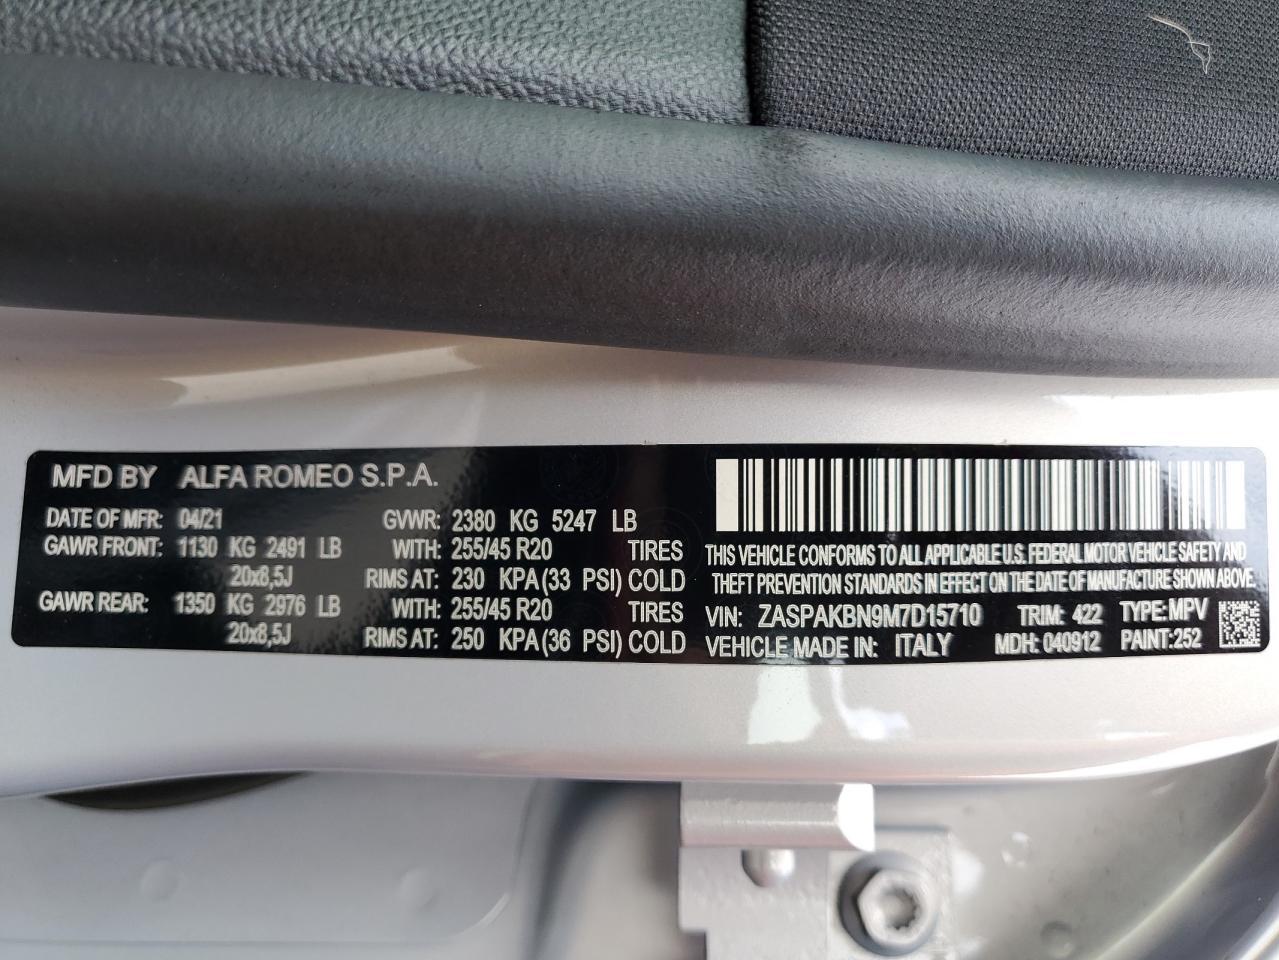 MFD BY ALFA ROMEO S.P.A.
DATE OF MFR: 04/21 GVWR: 2380 KG 5247 LB
GAWR FRONT: 1130 KG 2491 LB WITH: 255/45 R20 TIRES
20x8,5J RIMS AT: 230 KPA(33 PSI) COLD
GAWR REAR: 1350 KG 2976 LB WITH: 255/45 R20 TIRES
20x8,5J RIMS AT: 250 KPA(36 PSI) COLD
THIS VEHICLE CONFORMS TO ALL APPLICABLE U.S. FEDERAL MOTOR VEHICLE SAFETY AND
THEFT PREVENTION STANDARDS IN EFFECT ON THE DATE OF MANUFACTURE SHOWN ABOVE.
VIN: ZASPAKBN9M7D15710 TRIM: 422 TYPE: MPV
VEHICLE MADE IN: ITALY MDH: 040912 PAINT:252